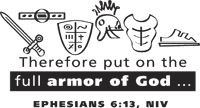 Therefore put on the
full armor of God ...
EPHESIANS 6:13, NIV